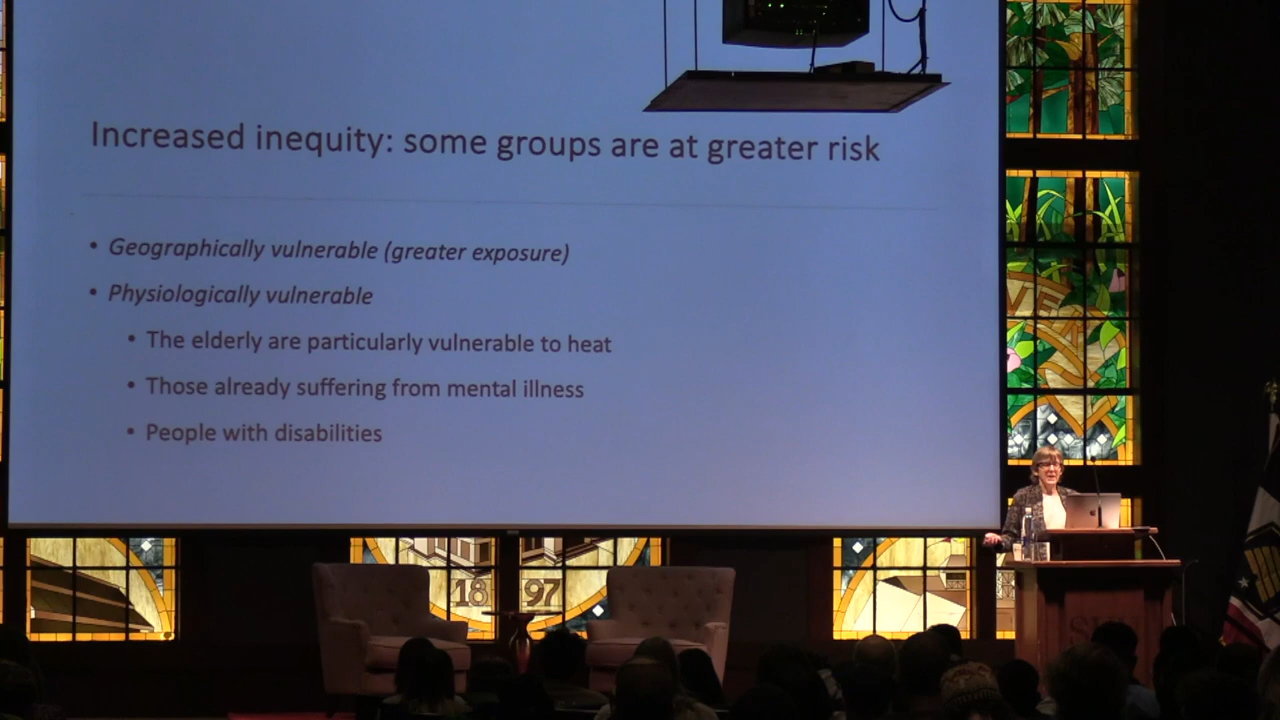 Increased inequity: some groups are at greater risk
• Geographically vulnerable (greater exposure)
• Physiologically vulnerable
• The elderly are particularly vulnerable to heat
• Those already suffering from mental illness
• People with disabilities
18 97